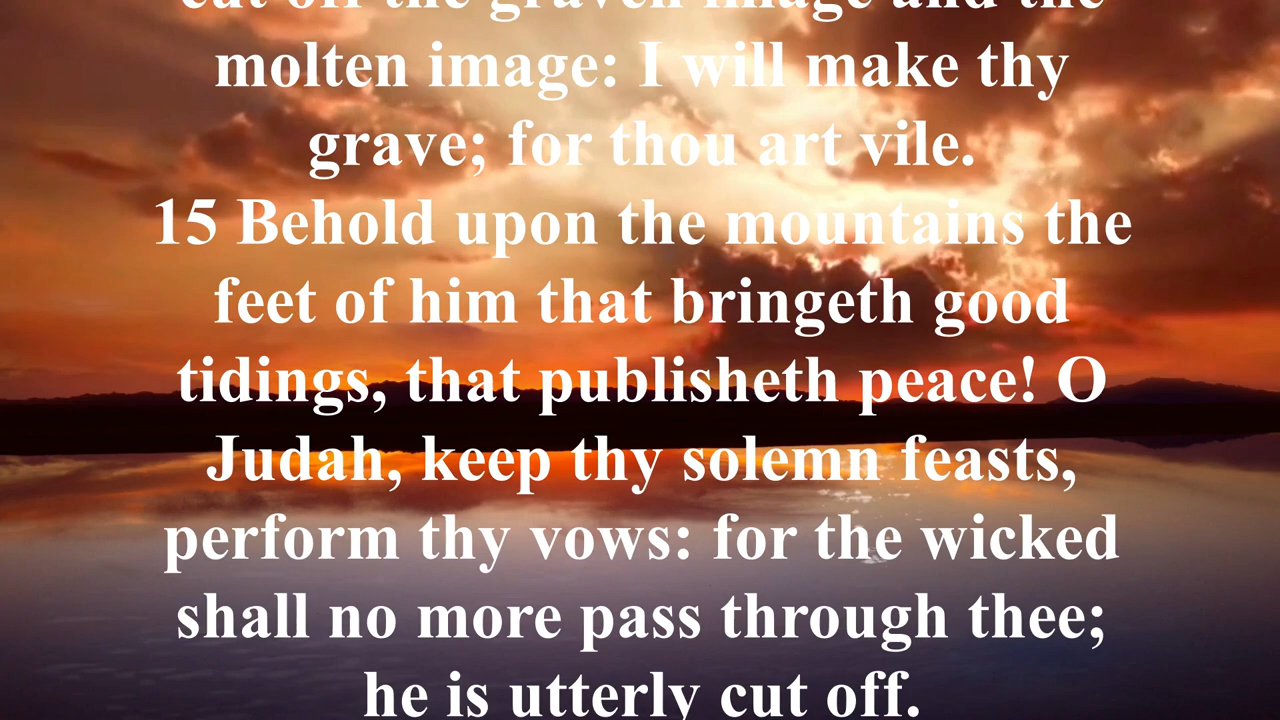 cut off the graven image and the
molten image: I will make thy
grave; for thou art vile.
15 Behold upon the mountains the
feet of him that bringeth good
tidings, that publisheth peace! O
Judah, keep thy solemn feasts,
perform thy vows: for the wicked
shall no more pass through thee;
he is utterly cut off.